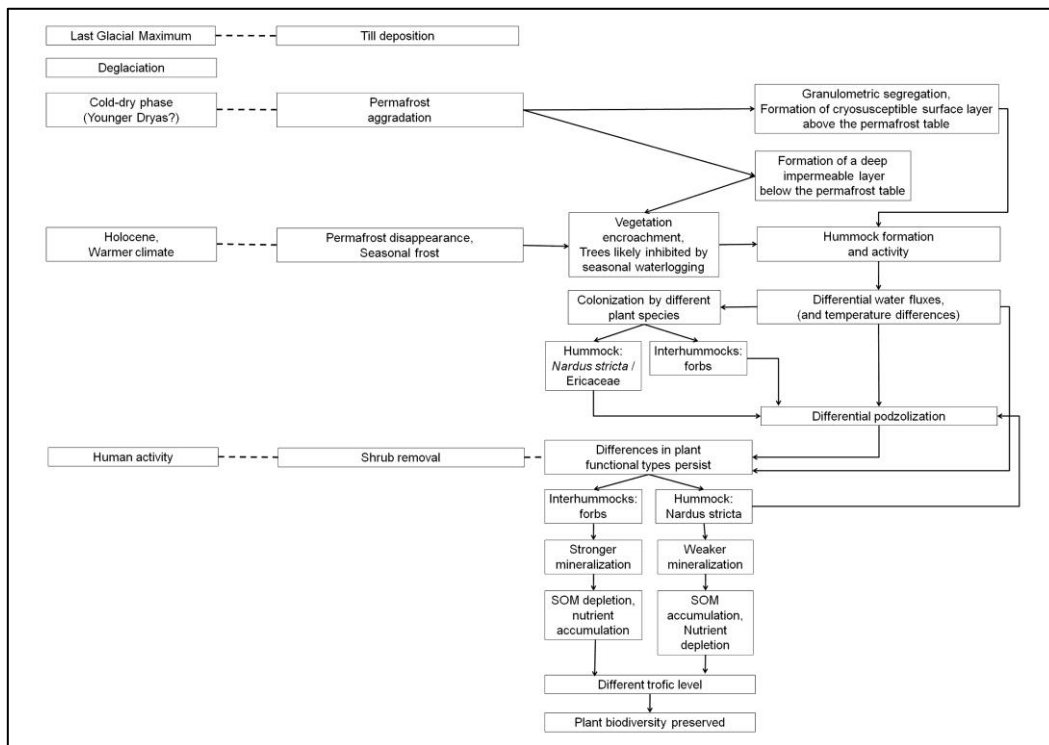 Last Glacial Maximum
Till deposition
Deglaciation
Cold-dry phase
(Younger Dryas?)
Permafrost
aggradation
Granulometric segregation,
Formation of cryosusceptible surface layer
above the permafrost table
Formation of a deep
impermeable layer
below the permafrost table
Holocene,
Warmer climate
Permafrost disappearance,
Seasonal frost
Vegetation
encroachment,
Trees likely inhibited by
seasonal waterlogging
Hummock formation
and activity
Colonization by different
plant species
Differential water fluxes,
(and temperature differences)
Hummock:
Nardus stricta /
Ericaceae
Interhummocks:
forbs
Differential podzolization
Human activity
Shrub removal
Differences in plant
functional types persist
Interhummocks:
forbs
Hummock:
Nardus stricta
Stronger
mineralization
Weaker
mineralization
SOM depletion,
nutrient
accumulation
SOM
accumulation,
Nutrient
depletion
Different trofic level
Plant biodiversity preserved